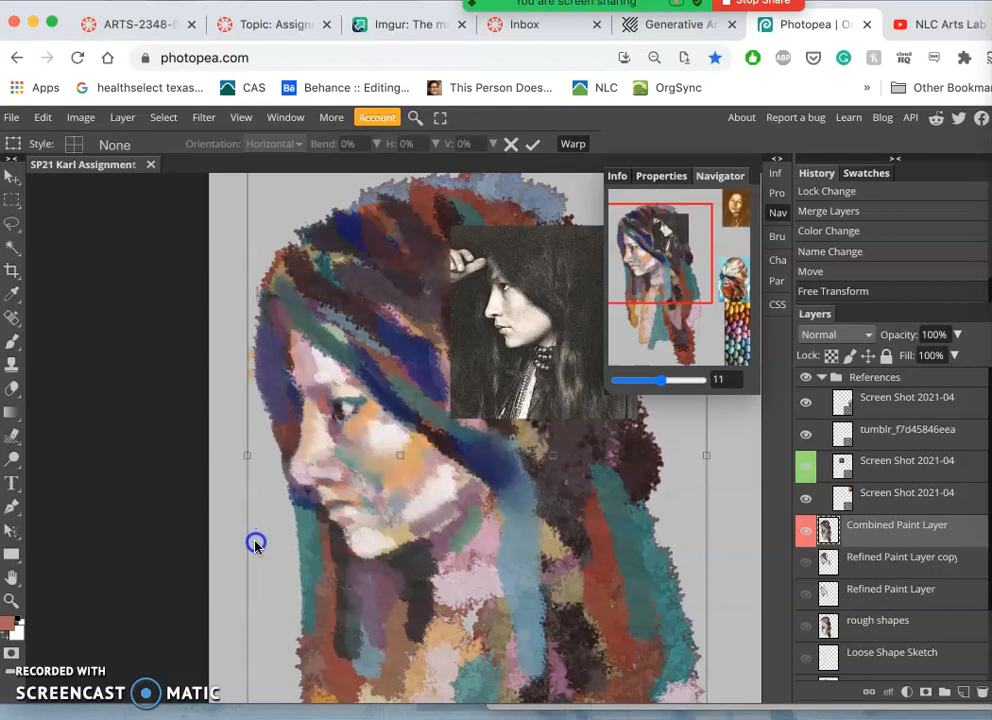 You are screen sharing
Stop Share
ARTS-2348-0
Topic: Assignm
Imgur: The m
Inbox
Generative Ar
Photopea | O
NLC Arts Lab
photopea.com
Apps
healthselect texas...
CAS
Behance :: Editing...
This Person Does...
NLC
OrgSync
»
Other Bookmar
File Edit Image Layer Select Filter View Window More Account
About Report a bug Learn Blog API
Style: None Orientation: Horizontal Bend: 0% H: 0% V: 0% Warp
SP21 Karl Assignment
Info Properties Navigator
11
Inf
Pro
Nav
Bru
Cha
Par
CSS
History Swatches
Lock Change
Merge Layers
Color Change
Name Change
Move
Free Transform
Layers
Normal Opacity: 100%
Lock: Fill: 100%
References
Screen Shot 2021-04
tumblr_f7d45846eea
Screen Shot 2021-04
Screen Shot 2021-04
Combined Paint Layer
Refined Paint Layer copy
Refined Paint Layer
rough shapes
Loose Shape Sketch
eff
RECORDED WITH
SCREENCAST MATIC